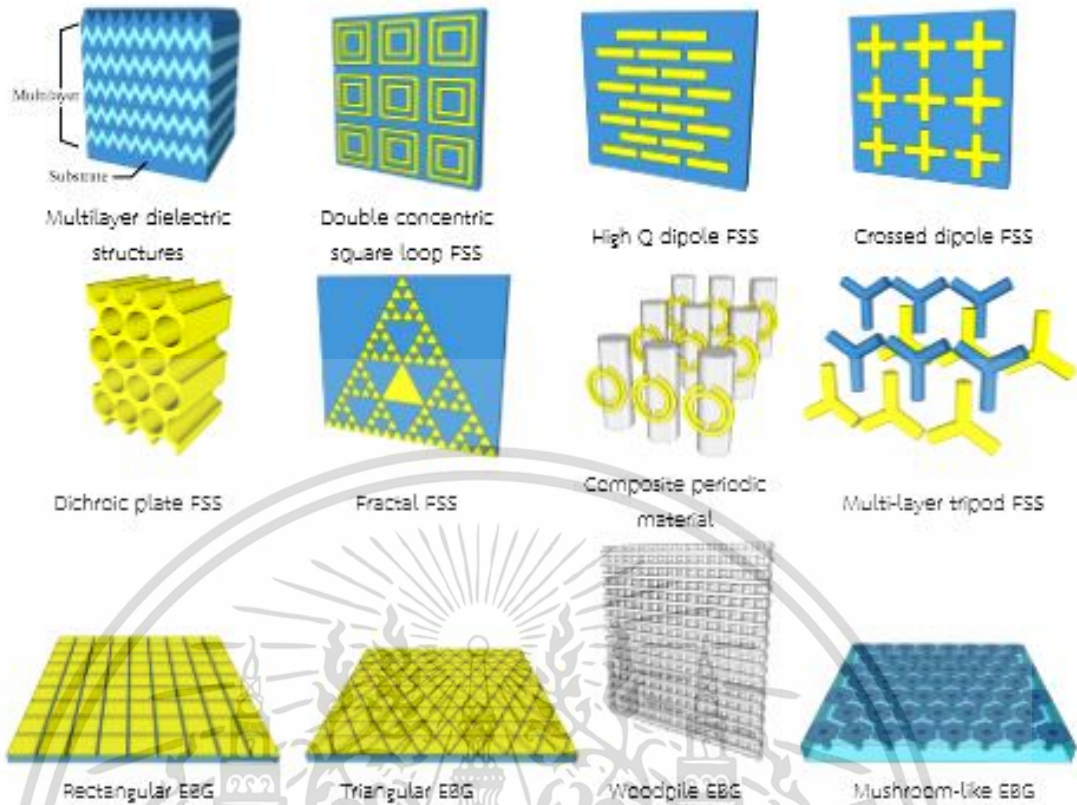 Multilayer
Substrate
Multilayer dielectric
structures
Double concentric
square loop FSS
High Q dipole FSS
Crossed dipole FSS
Dichroic plate FSS
Fractal FSS
Composite periodic
material
Multi-layer tripod FSS
Rectangular EBG
Triangular EBG
Woodpile EBG
Mushroom-like EBG